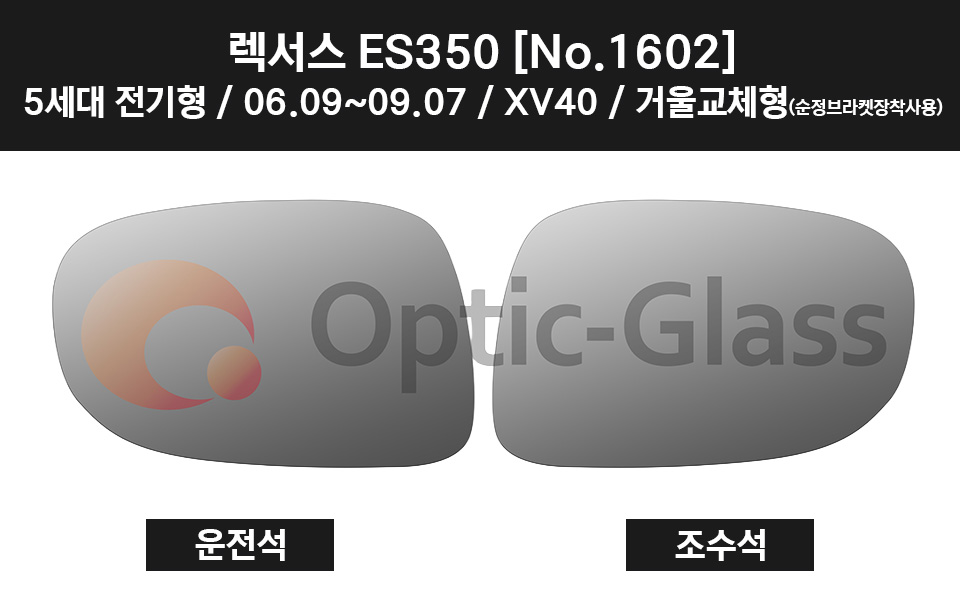 렉서스 ES350 [No.1602]
5세대 전기형 / 06.09~09.07 / XV40 / 거울교체형(순정브라켓장착사용)
Optic-Glass
운전석
조수석